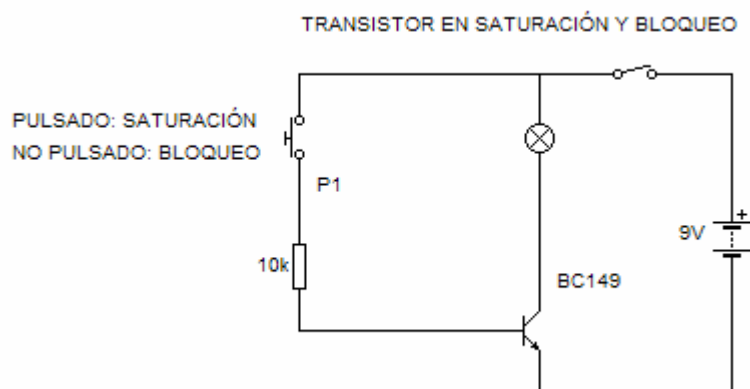 TRANSISTOR EN SATURACIÓN Y BLOQUEO
PULSADO: SATURACIÓN
NO PULSADO: BLOQUEO
P1
10k
BC149
9V
+